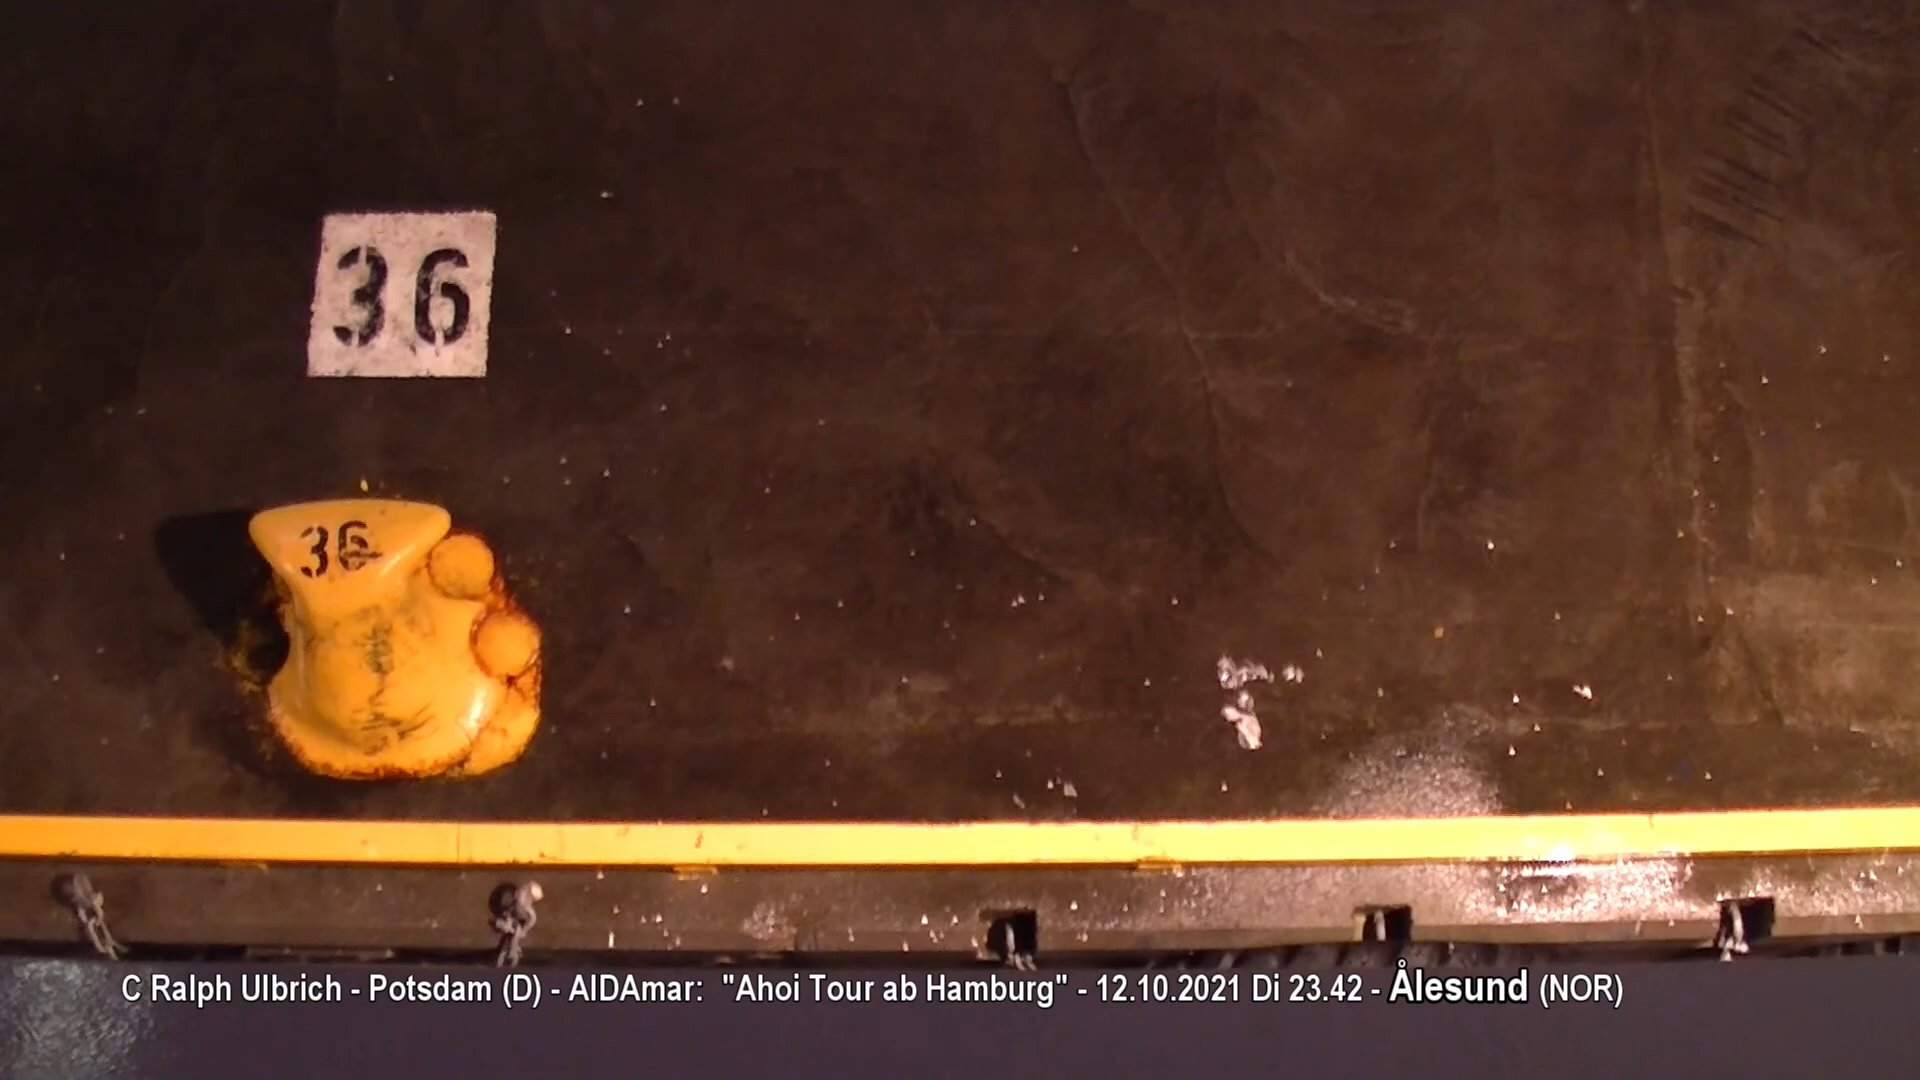 36
36
C Ralph Ulbrich - Potsdam (D) - AIDAmar:  "Ahoi Tour ab Hamburg" - 12.10.2021 Di 23.42 - Ålesund (NOR)